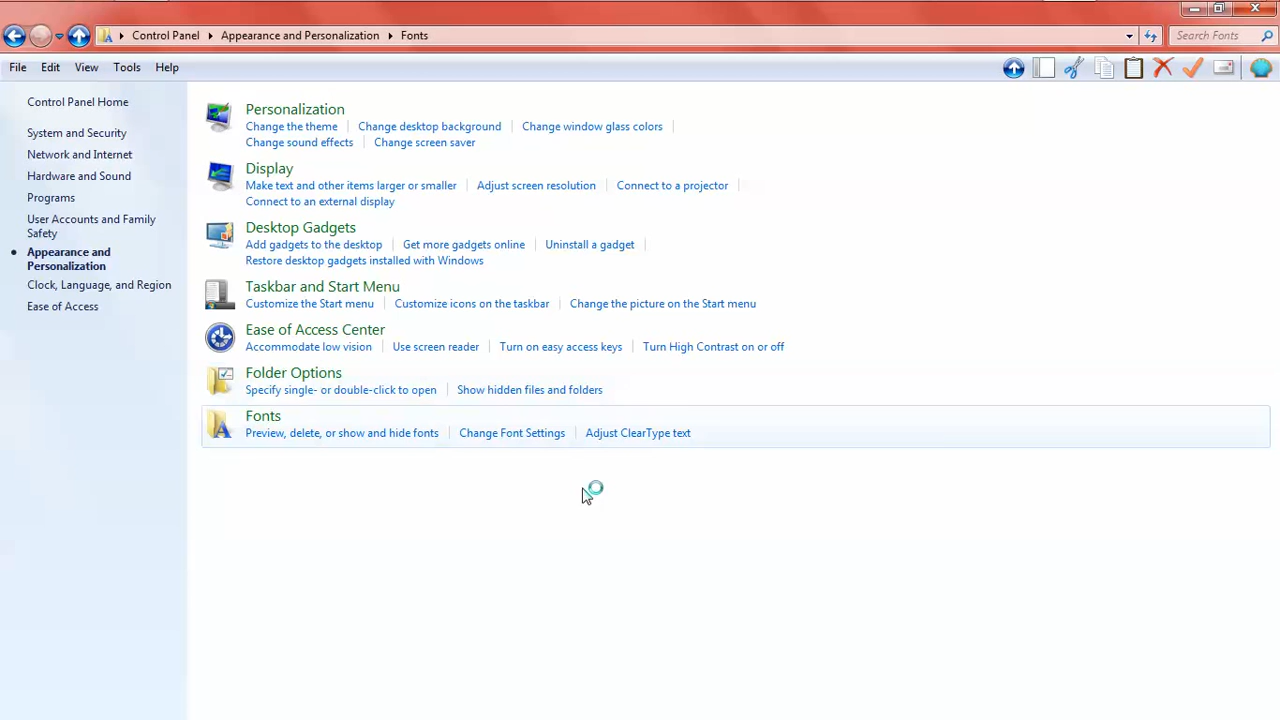 Control Panel Appearance and Personalization Fonts Search Fonts
File Edit View Tools Help
Control Panel Home
System and Security
Network and Internet
Hardware and Sound
Programs
User Accounts and Family
Safety
Appearance and
Personalization
Clock, Language, and Region
Ease of Access
Personalization
Change the theme Change desktop background Change window glass colors
Change sound effects Change screen saver
Display
Make text and other items larger or smaller Adjust screen resolution Connect to a projector
Connect to an external display
Desktop Gadgets
Add gadgets to the desktop Get more gadgets online Uninstall a gadget
Restore desktop gadgets installed with Windows
Taskbar and Start Menu
Customize the Start menu Customize icons on the taskbar Change the picture on the Start menu
Ease of Access Center
Accommodate low vision Use screen reader Turn on easy access keys Turn High Contrast on or off
Folder Options
Specify single- or double-click to open Show hidden files and folders
Fonts
Preview, delete, or show and hide fonts Change Font Settings Adjust ClearType text